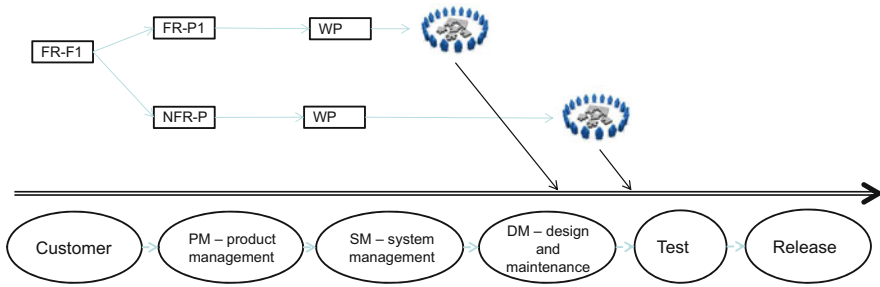 FR-P1
WP
FR-F1
NFR-P
WP
Customer
PM – product
management
SM – system
management
DM – design
and
maintenance
Test
Release